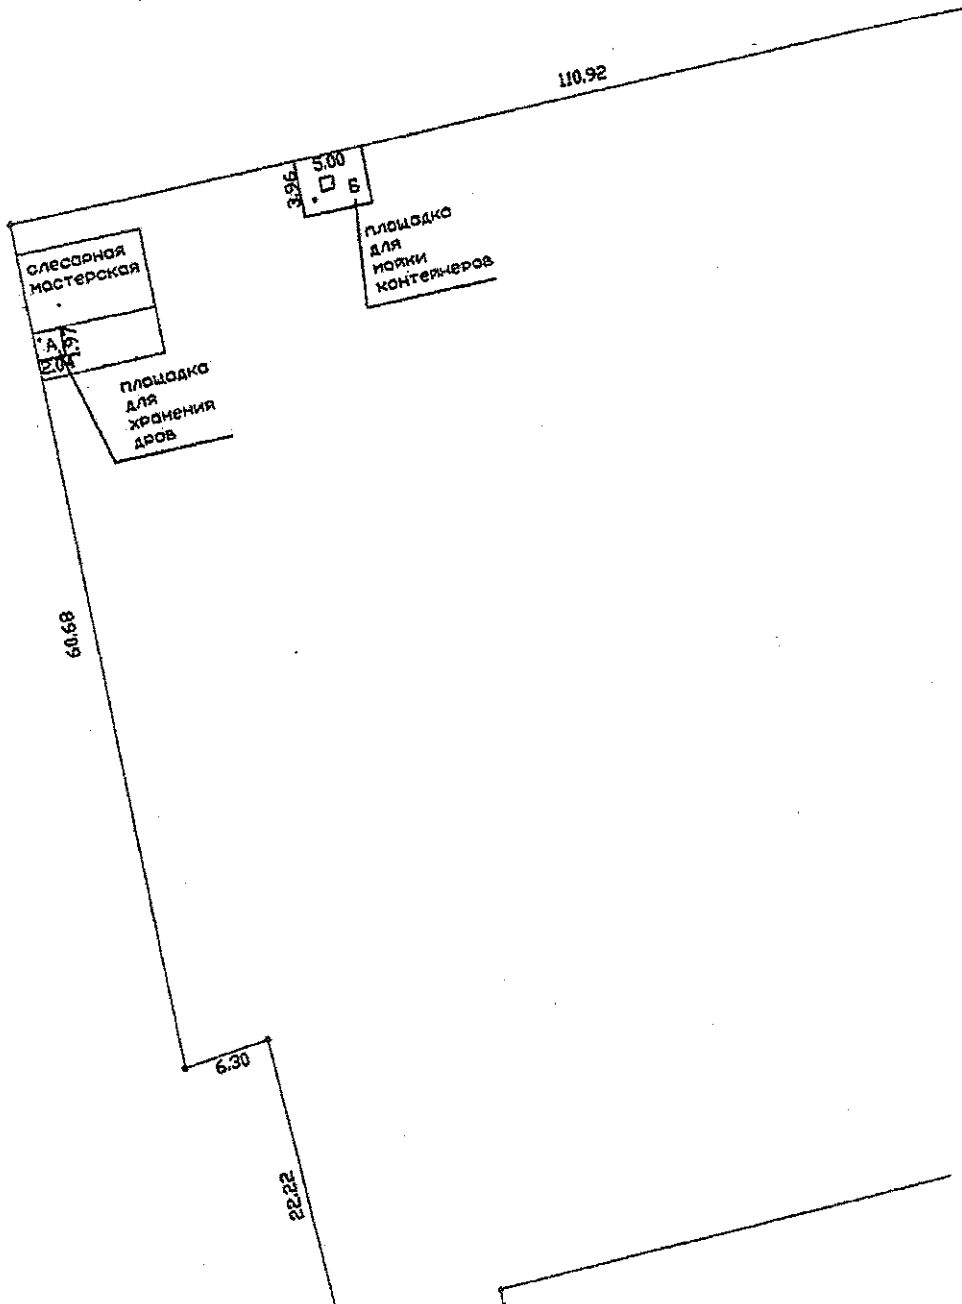 110.92
5.00
3.96
Б
площадка
для
мойки
контейнеров
слесарная
мастерская
А
1.97
2.04
площадка
для
хранения
дров
60.68
6.30
22.22